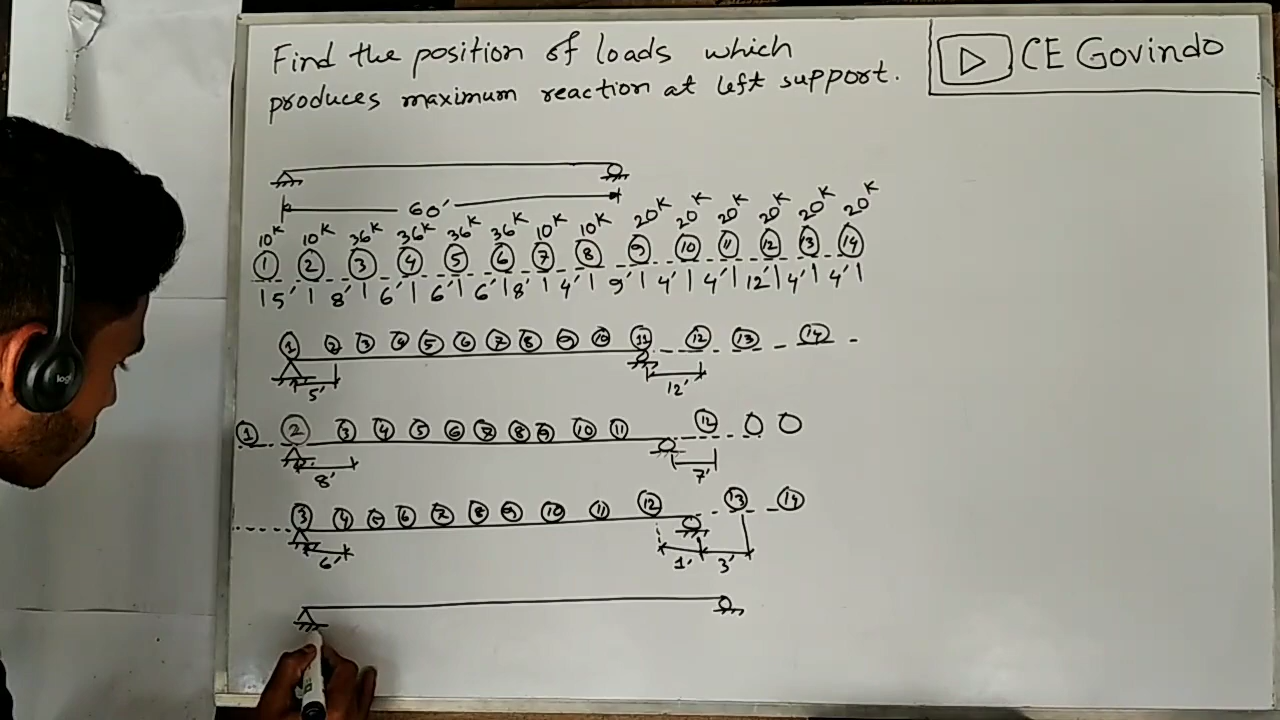 Find the position of loads which
CE Govindo
produces maximum reaction at left support.
60'
10K 10K 36K 36K 36K 36K 10K 10K 20K 20K 20K 20K 20K 20K
1 2 3 4 5 6 7 8 9 10 11 12 13 14
5' 8' 6' 6' 6' 8' 4' 9' 4' 4' 12' 4' 4'
1 2 3 4 5 6 7 8 9 10 11 12 13 14
5' 12'
1 2 3 4 5 6 7 8 9 10 11 12
8' 7'
3 4 5 6 7 8 9 10 11 12 13 14
6' 1' 3'
logi